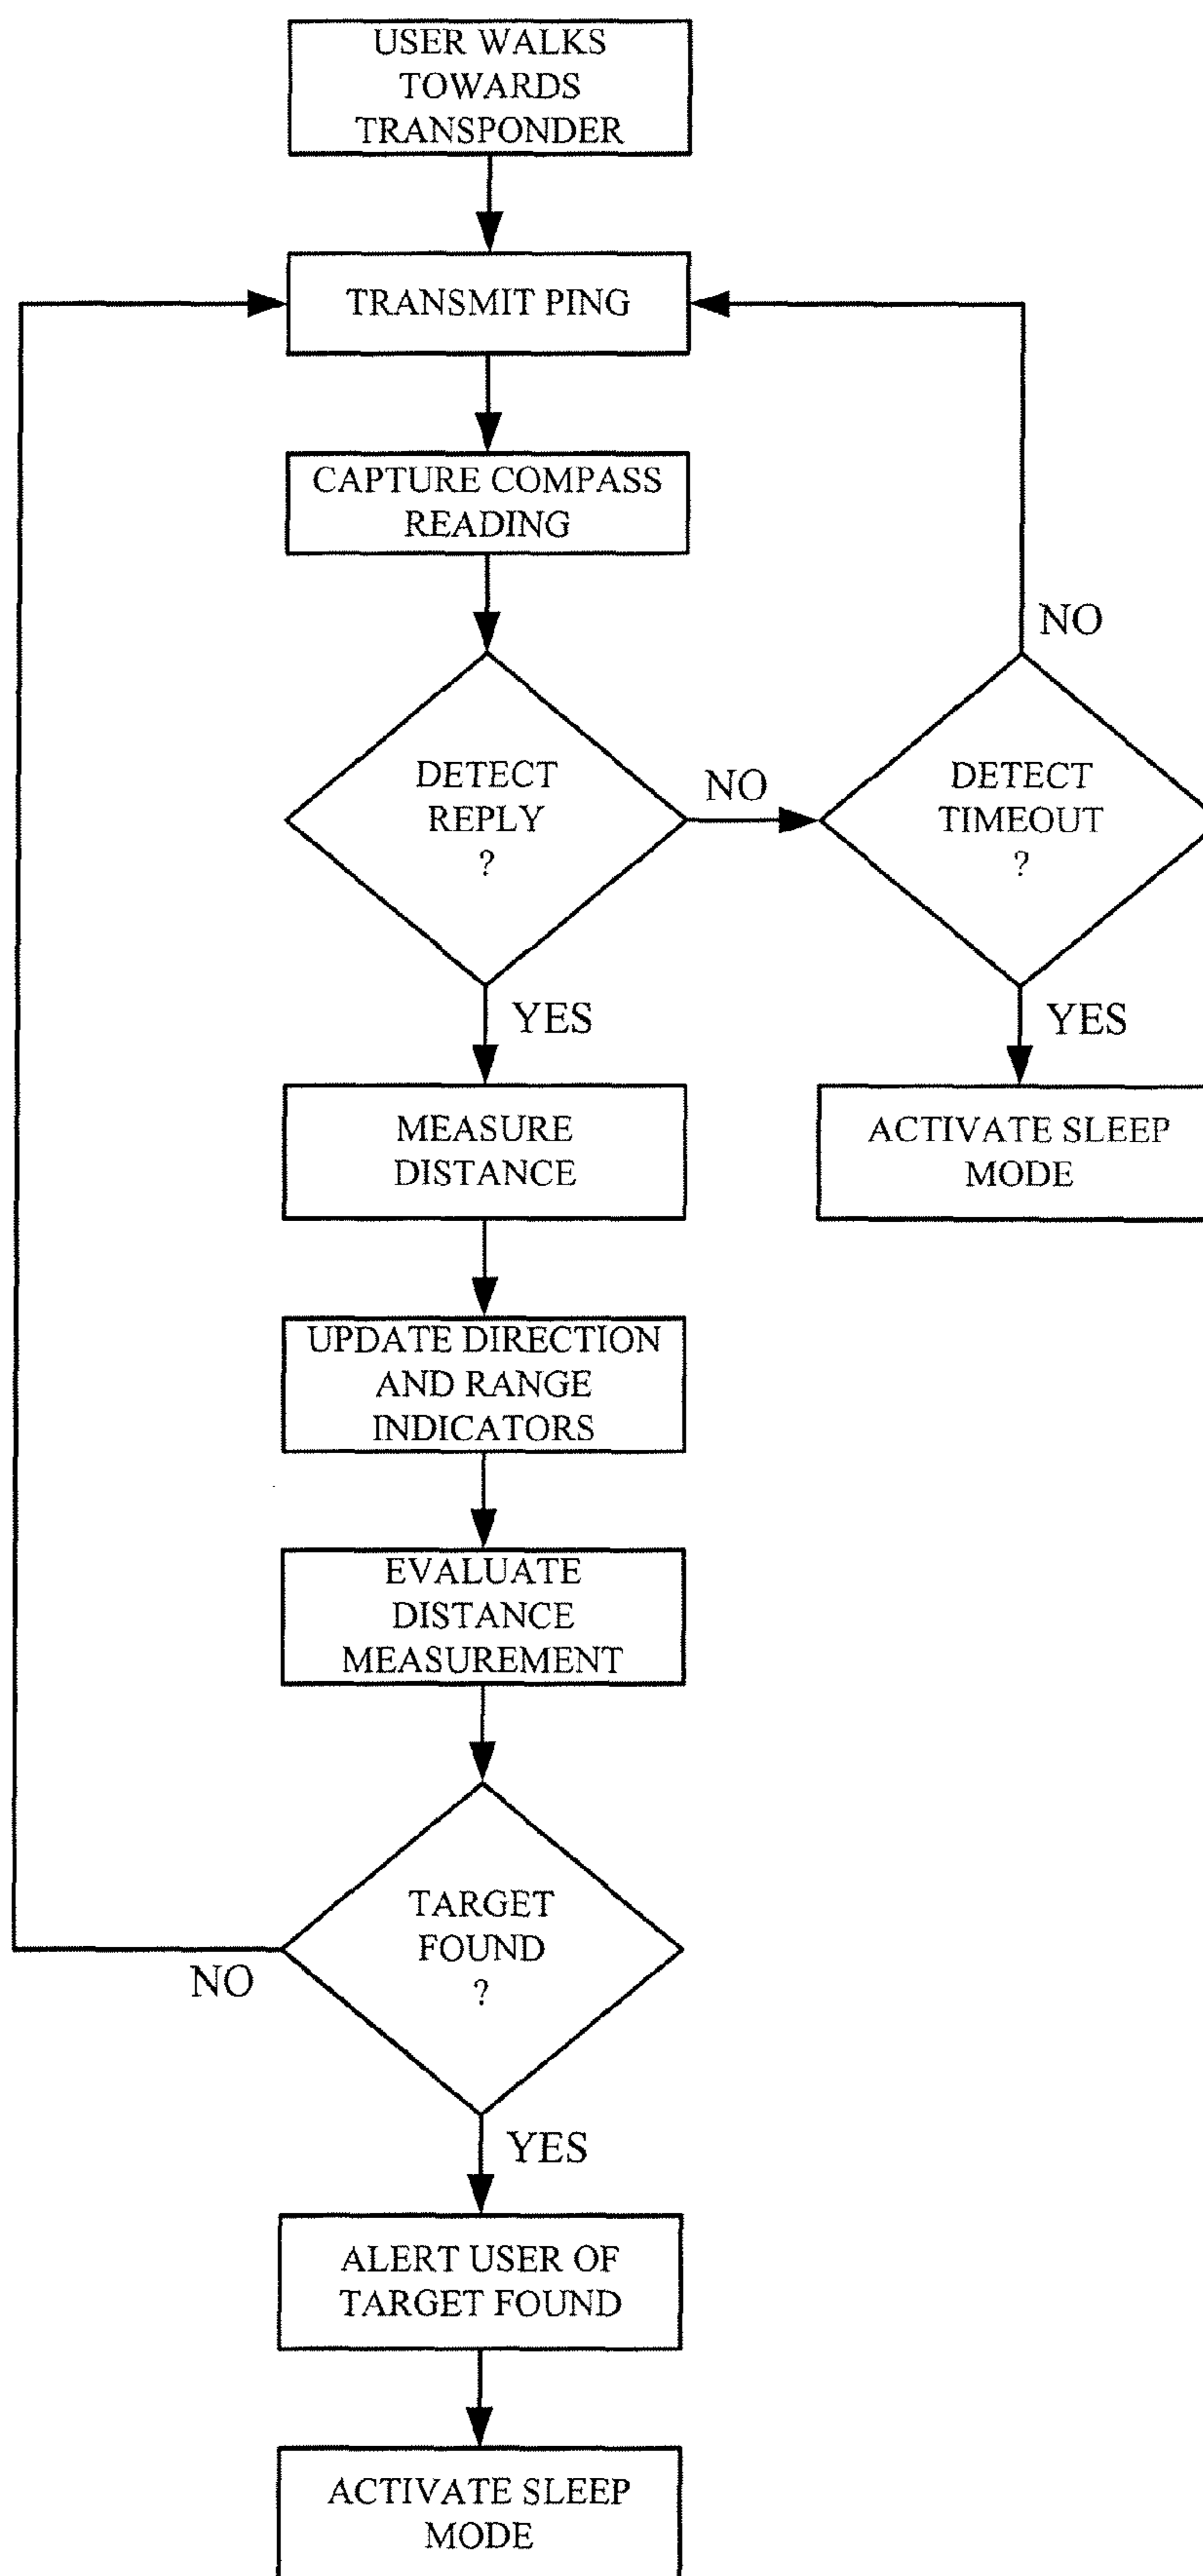 USER WALKS
TOWARDS
TRANSPONDER
TRANSMIT PING
CAPTURE COMPASS
READING
NO
DETECT
REPLY
?
NO
DETECT
TIMEOUT
?
YES
YES
MEASURE
DISTANCE
ACTIVATE SLEEP
MODE
UPDATE DIRECTION
AND RANGE
INDICATORS
EVALUATE
DISTANCE
MEASUREMENT
TARGET
FOUND
?
NO
YES
ALERT USER OF
TARGET FOUND
ACTIVATE SLEEP
MODE